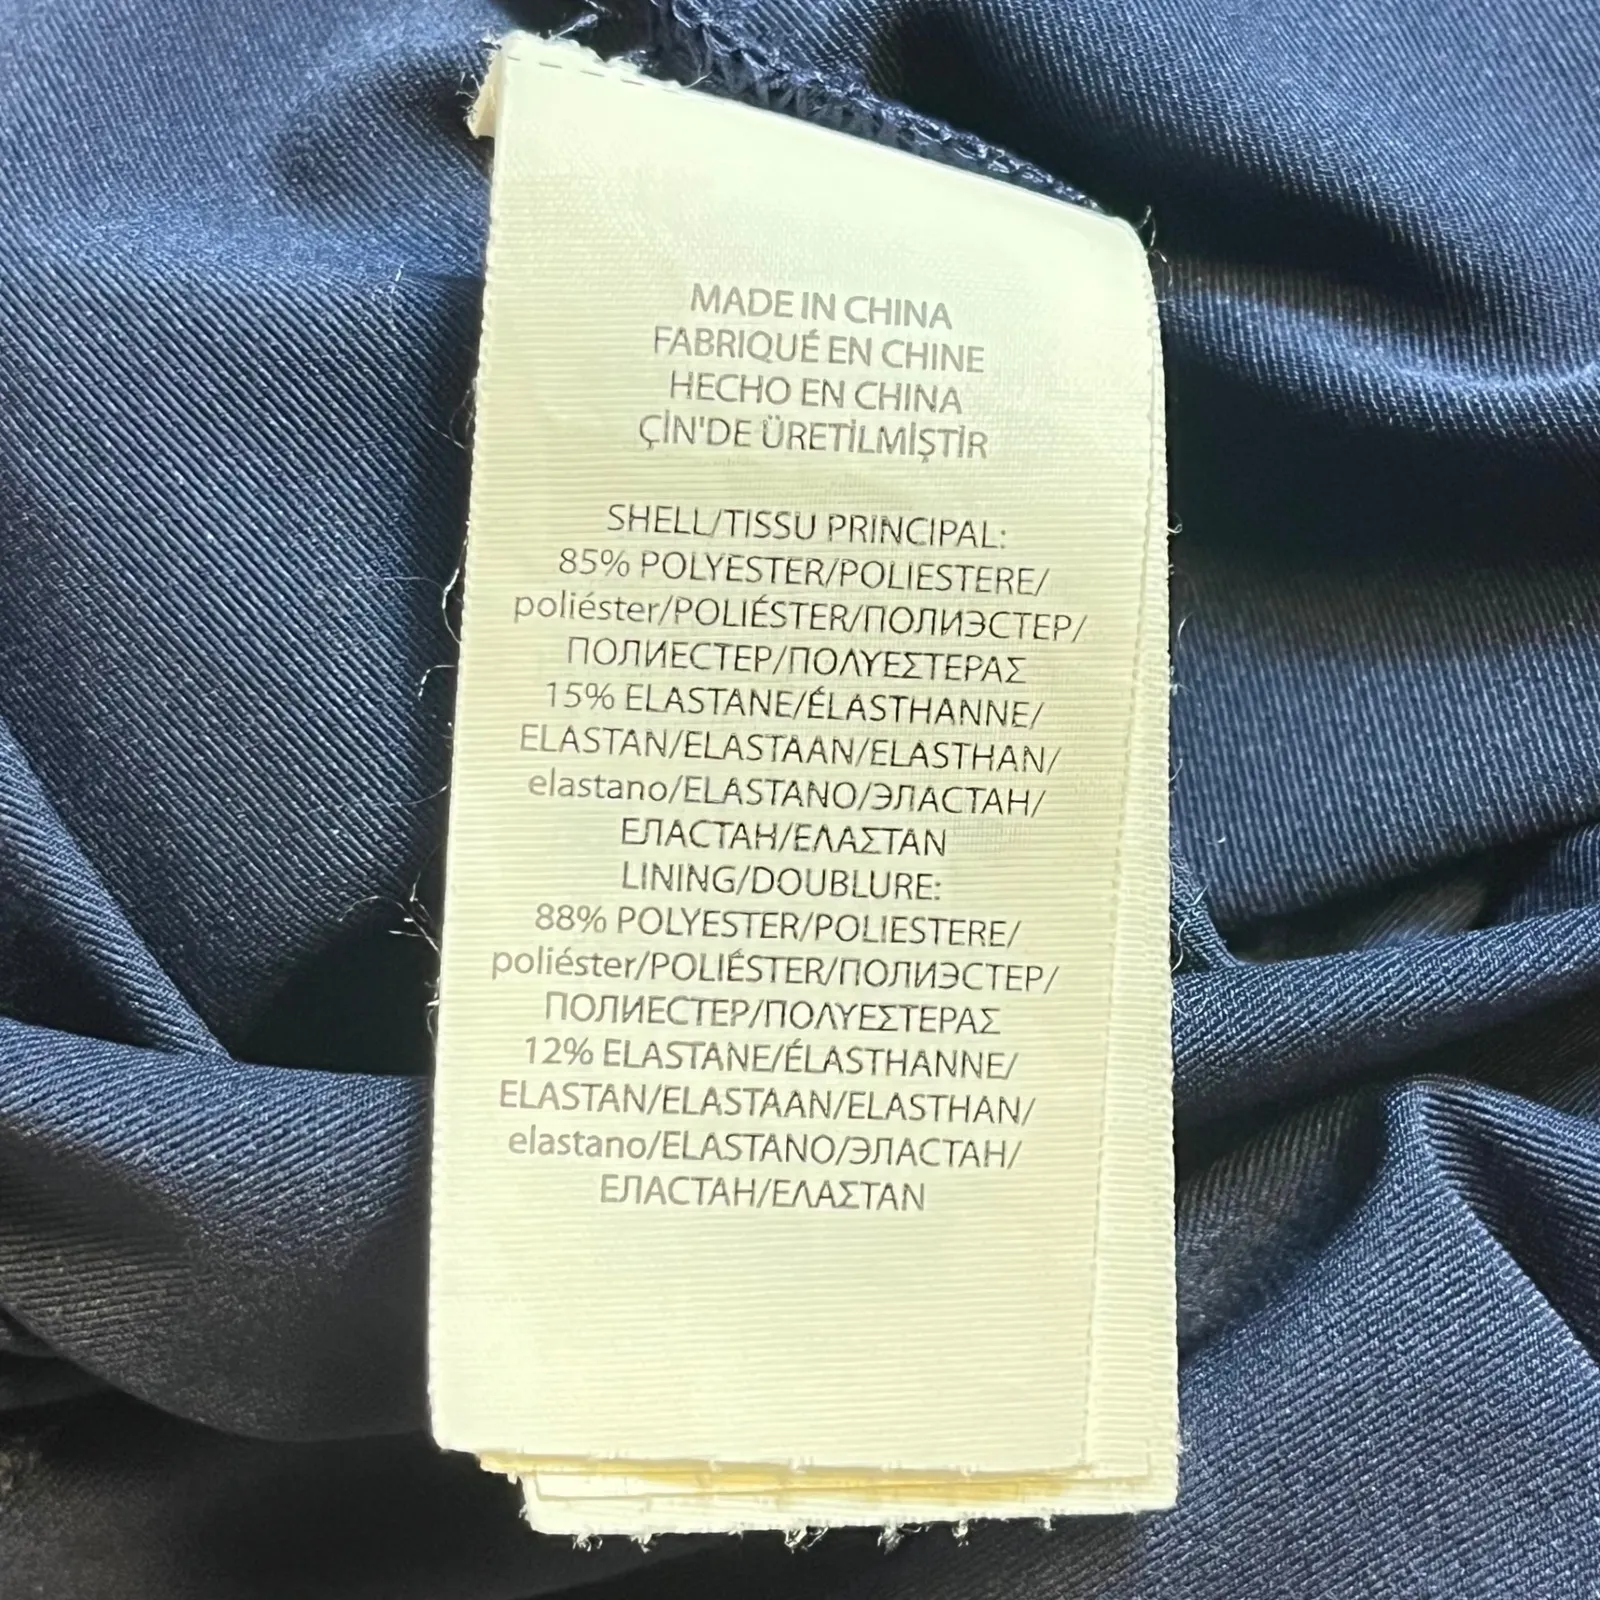 MADE IN CHINA
FABRIQUÉ EN CHINE
HECHO EN CHINA
ÇİN'DE ÜRETİLMİŞTİR
SHELL/TISSU PRINCIPAL:
85% POLYESTER/POLIESTERE/
poliéster/POLIÉSTER/ПОЛИЭСТЕР/
ПОЛИЕСТЕР/ΠΟΛΥΕΣΤΕΡΑΣ
15% ELASTANE/ÉLASTHANNE/
ELASTAN/ELASTAAN/ELASTHAN/
elastano/ELASTANO/ЭЛАСТАН/
ЕЛАСТАН/ΕΛΑΣΤΑΝ
LINING/DOUBLURE:
88% POLYESTER/POLIESTERE/
poliéster/POLIÉSTER/ПОЛИЭСТЕР/
ПОЛИЕСТЕР/ΠΟΛΥΕΣΤΕΡΑΣ
12% ELASTANE/ÉLASTHANNE/
ELASTAN/ELASTAAN/ELASTHAN/
elastano/ELASTANO/ЭЛАСТАН/
ЕЛАСТАН/ΕΛΑΣΤΑΝ